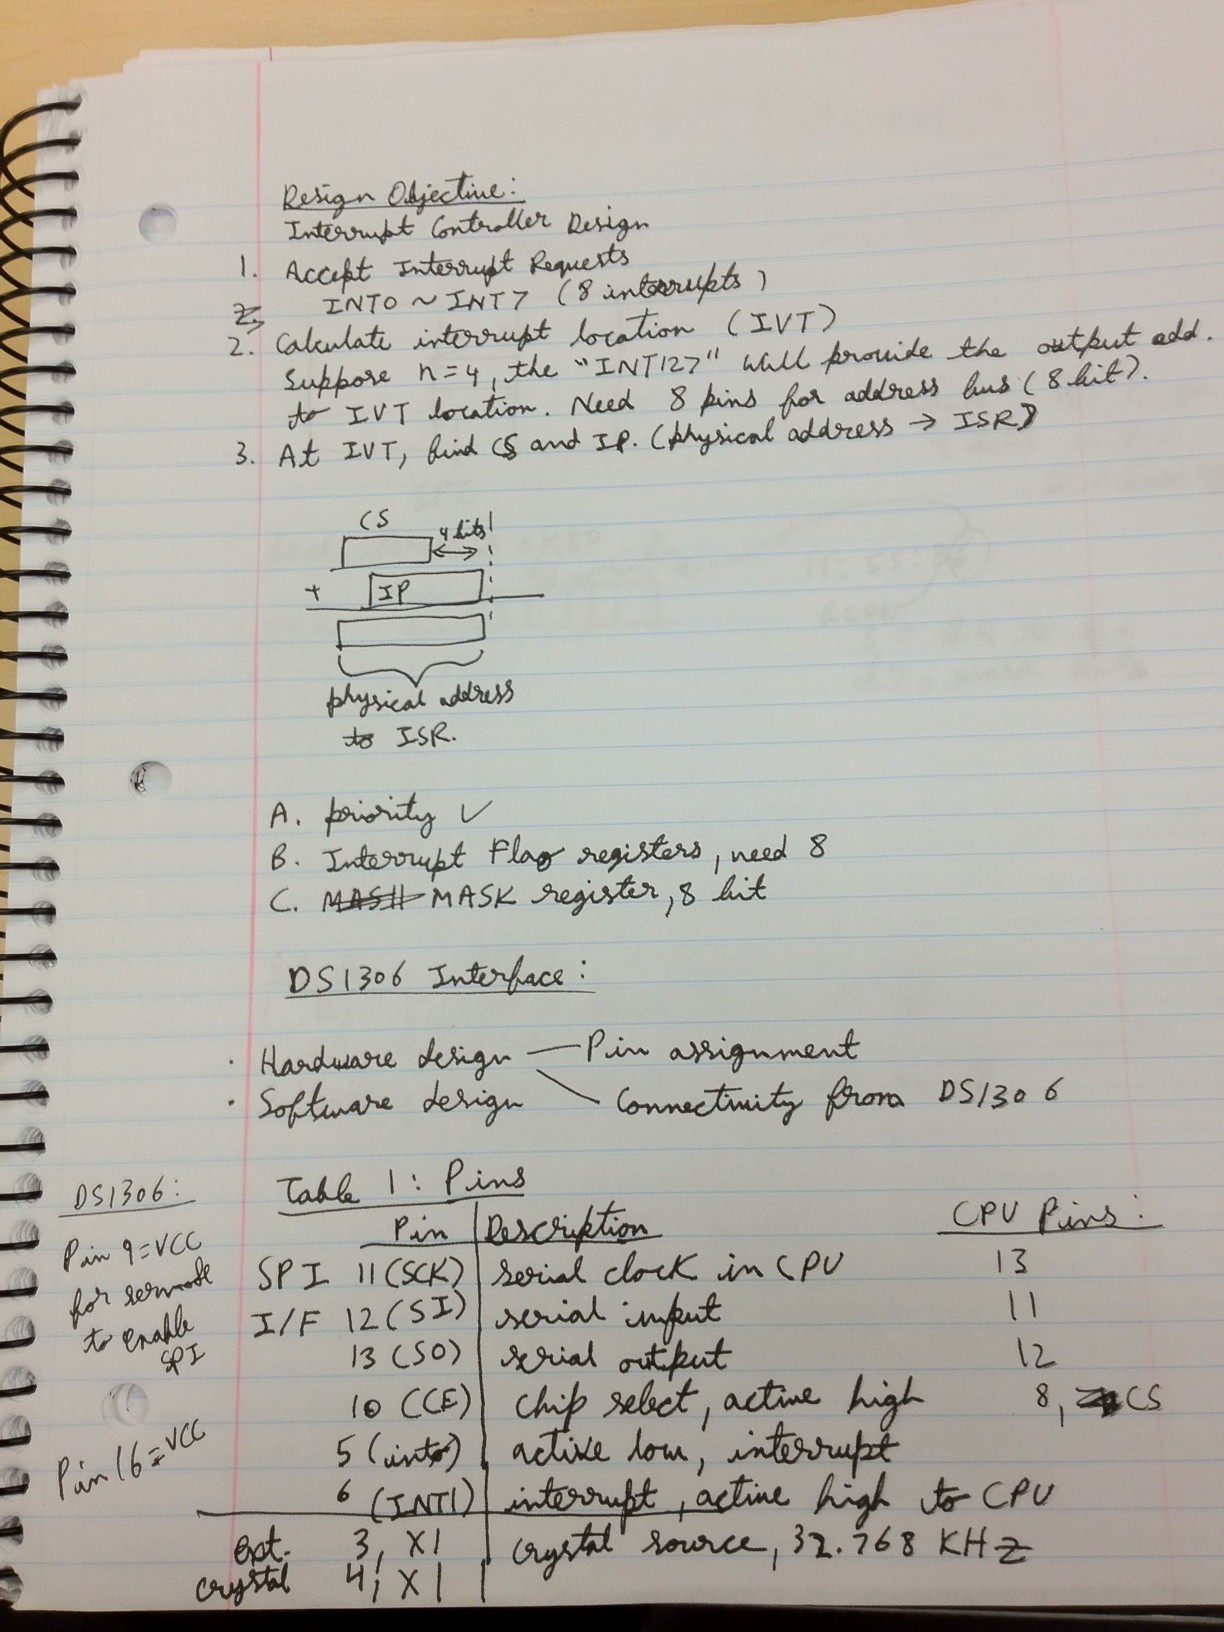 Design Objective:
Interrupt Controller Design
1. Accept Interrupt Requests
INT0 ~ INT7 (8 interrupts)
2. Calculate interrupt location (IVT)
Suppose n=4, the "INT127" will provide the output add.
to IVT location. Need 8 pins for address bus (8 bit).
3. At IVT, find CS and IP. (physical address → ISR)
CS
4 bits
+ IP
physical address
to ISR.
A. priority ✓
B. Interrupt Flag registers, need 8
C. MASK register, 8 bit
DS1306 Interface:
· Hardware design — Pin assignment
· Software design Connectivity from DS1306
DS1306:
Pin 9=VCC
for
to enable
SPI
Pin 16=VCC
Table 1: Pins
Pin Description CPU Pins:
SPI 11 (SCK) serial clock in CPU 13
I/F 12 (SI) serial input 11
13 (SO) serial output 12
10 (CE) chip select, active high 8, CS
5 (int0) active low, interrupt
6 (INT1) interrupt, active high to CPU
ext. 3, X1 crystal source, 32.768 KHz
crystal 4, X1